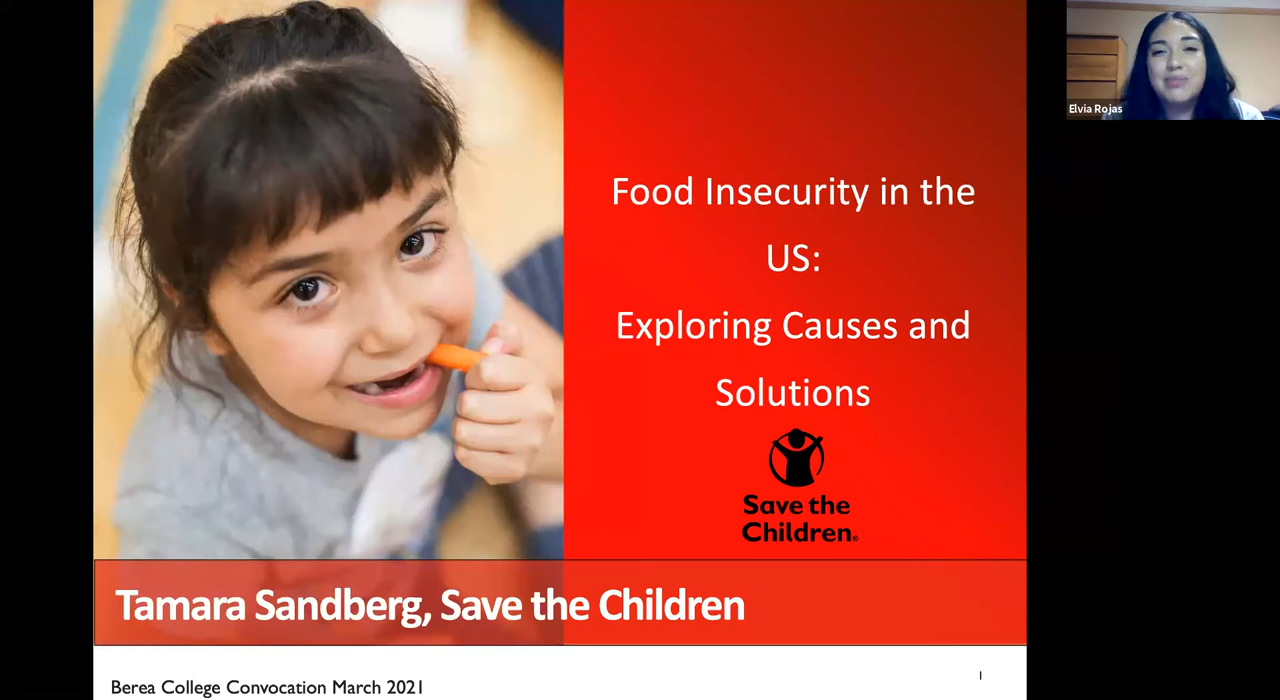 Food Insecurity in the
US:
Exploring Causes and
Solutions
Save the
Children®
Tamara Sandberg, Save the Children
Berea College Convocation March 2021
1
Elvia Rojas